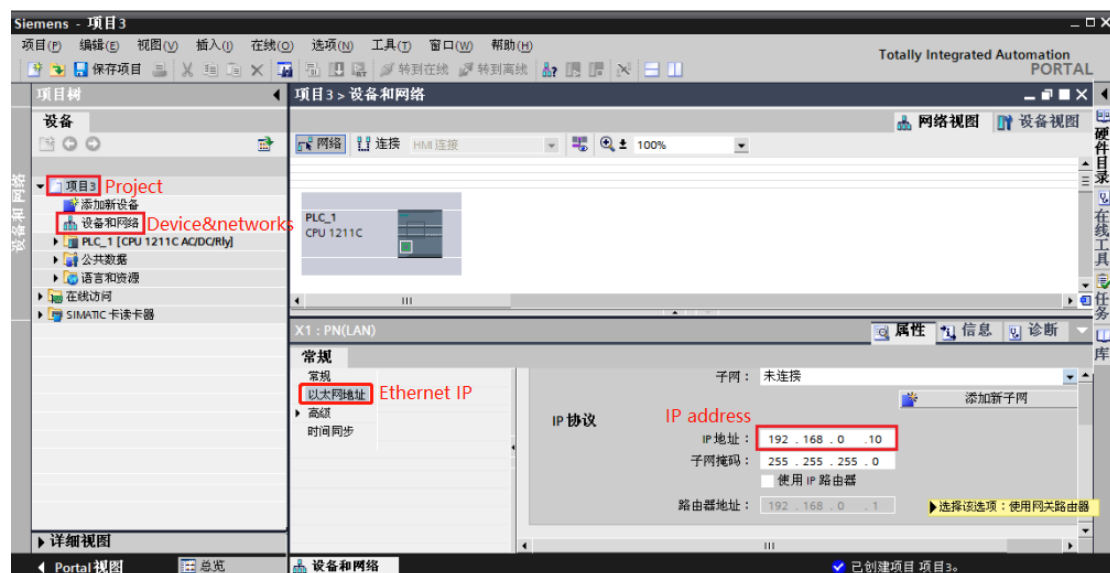 Siemens - 项目3
项目(P) 编辑(E) 视图(V) 插入(I) 在线(O) 选项(N) 工具(T) 窗口(W) 帮助(H)
Totally Integrated Automation
PORTAL
保存项目 转到在线 转到离线
项目树
项目3 > 设备和网络
设备
网络视图 设备视图
网络 连接 HMI 连接 100%
项目3 Project
添加新设备
设备和网络 Device&networks
PLC_1 [CPU 1211C AC/DC/Rly]
公共数据
语言和资源
在线访问
SIMATIC 卡读卡器
PLC_1
CPU 1211C
设备和网络
硬件目录
在线工具
任务
库
X1 : PN(LAN)
属性 信息 诊断
常规
常规
以太网地址 Ethernet IP
高级
时间同步
子网： 未连接
添加新子网
IP 协议
IP address
IP 地址： 192 . 168 . 0 .10
子网掩码： 255 . 255 . 255 . 0
使用 IP 路由器
路由器地址： 192 . 168 . 0 . 1
选择该选项：使用网关路由器
详细视图
Portal 视图 总览 设备和网络 已创建项目 项目3。